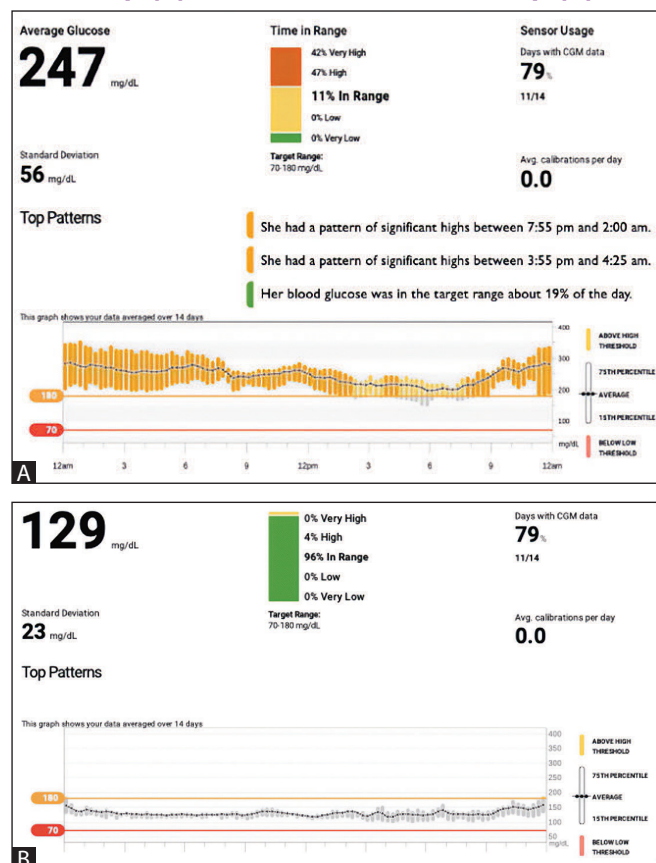 Average Glucose
247 mg/dL
Standard Deviation
56 mg/dL
Time in Range
42% Very High
47% High
11% In Range
0% Low
0% Very Low
Target Range:
70-180 mg/dL
Sensor Usage
Days with CGM data
79%
11/14
Avg. calibrations per day
0.0
Top Patterns
She had a pattern of significant highs between 7:55 pm and 2:00 am.
She had a pattern of significant highs between 3:55 pm and 4:25 am.
Her blood glucose was in the target range about 19% of the day.
This graph shows your data averaged over 14 days
400
300
200
100
mg/dL
180
70
12am 3 6 9 12pm 3 6 9 12am
ABOVE HIGH
THRESHOLD
75TH PERCENTILE
AVERAGE
15TH PERCENTILE
BELOW LOW
THRESHOLD
A
129 mg/dL
Standard Deviation
23 mg/dL
0% Very High
4% High
96% In Range
0% Low
0% Very Low
Target Range:
70-180 mg/dL
Days with CGM data
79%
11/14
Avg. calibrations per day
0.0
Top Patterns
This graph shows your data averaged over 14 days
400
350
300
250
200
150
100
50
mg/dL
180
70
ABOVE HIGH
THRESHOLD
75TH PERCENTILE
AVERAGE
15TH PERCENTILE
BELOW LOW
THRESHOLD
B